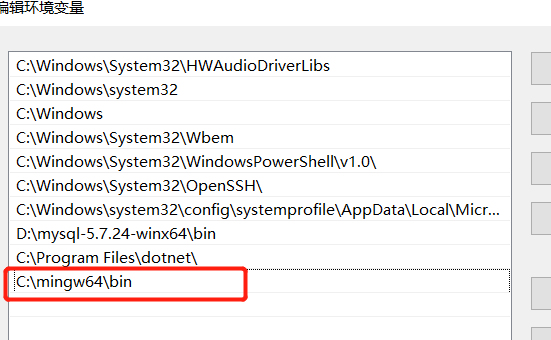 编辑环境变量
C:\Windows\System32\HWAudioDriverLibs
C:\Windows\system32
C:\Windows
C:\Windows\System32\Wbem
C:\Windows\System32\WindowsPowerShell\v1.0\
C:\Windows\System32\OpenSSH\
C:\Windows\system32\config\systemprofile\AppData\Local\Micr...
D:\mysql-5.7.24-winx64\bin
C:\Program Files\dotnet\
C:\mingw64\bin